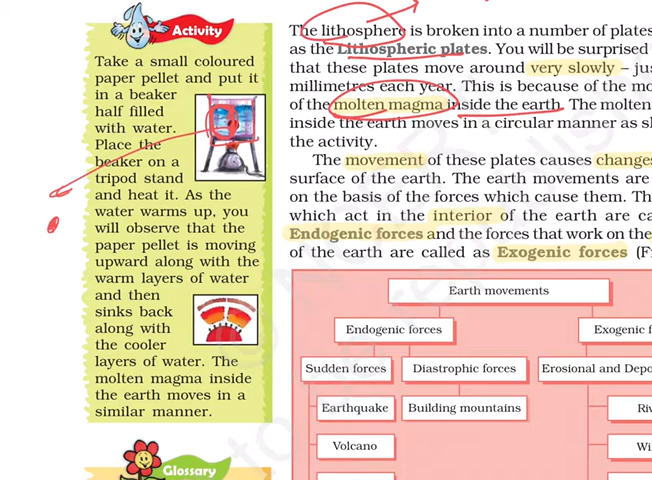 Activity
Take a small coloured
paper pellet and put it
in a beaker
half filled
with water.
Place the
beaker on a
tripod stand
and heat it. As the
water warms up, you
will observe that the
paper pellet is moving
upward along with the
warm layers of water
and then
sinks back
along with
the cooler
layers of water. The
molten magma inside
the earth moves in a
similar manner.
Glossary
The lithosphere is broken into a number of plates
as the Lithospheric plates. You will be surprised
that these plates move around very slowly – jus
millimetres each year. This is because of the mo
of the molten magma inside the earth. The molten
inside the earth moves in a circular manner as s
the activity.
The movement of these plates causes changes
surface of the earth. The earth movements are
on the basis of the forces which cause them. Th
which act in the interior of the earth are ca
Endogenic forces and the forces that work on the
of the earth are called as Exogenic forces (F
Earth movements
Endogenic forces
Exogenic f
Sudden forces
Diastrophic forces
Erosional and Depo
Earthquake
Building mountains
Riv
Volcano
Wi